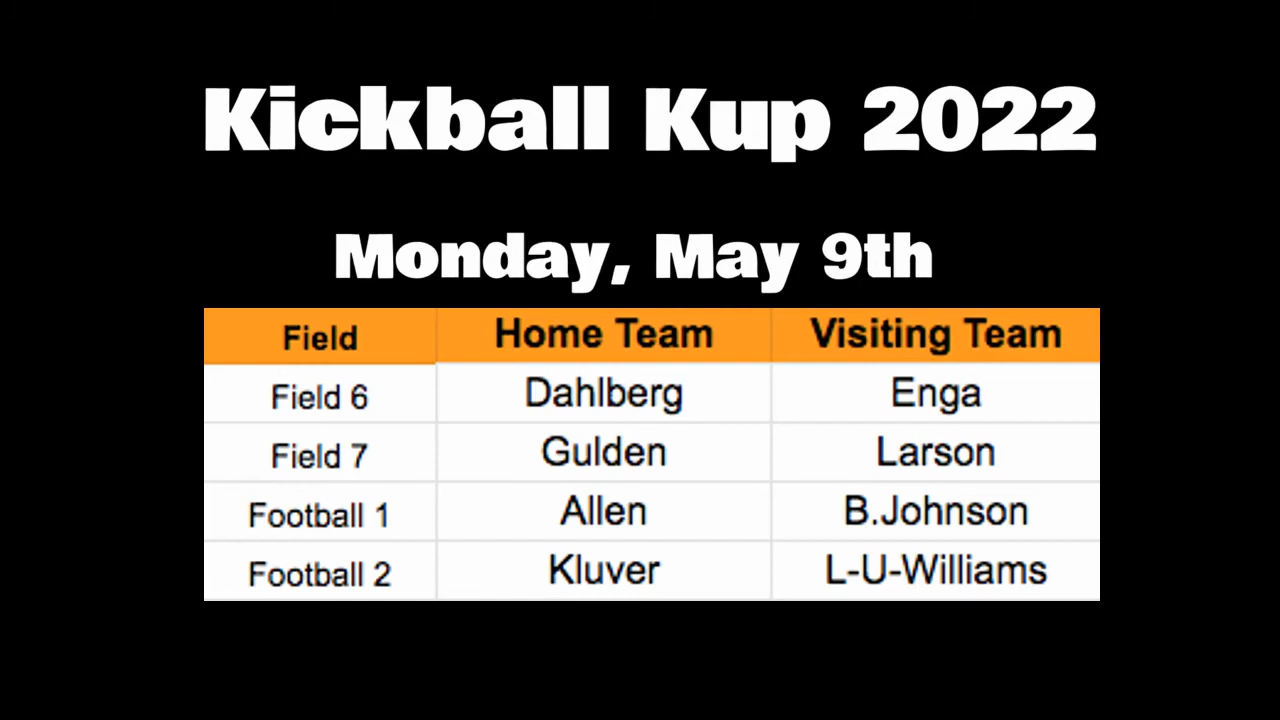 Kickball Kup 2022
Monday, May 9th
Field Home Team Visiting Team
Field 6 Dahlberg Enga
Field 7 Gulden Larson
Football 1 Allen B.Johnson
Football 2 Kluver L-U-Williams